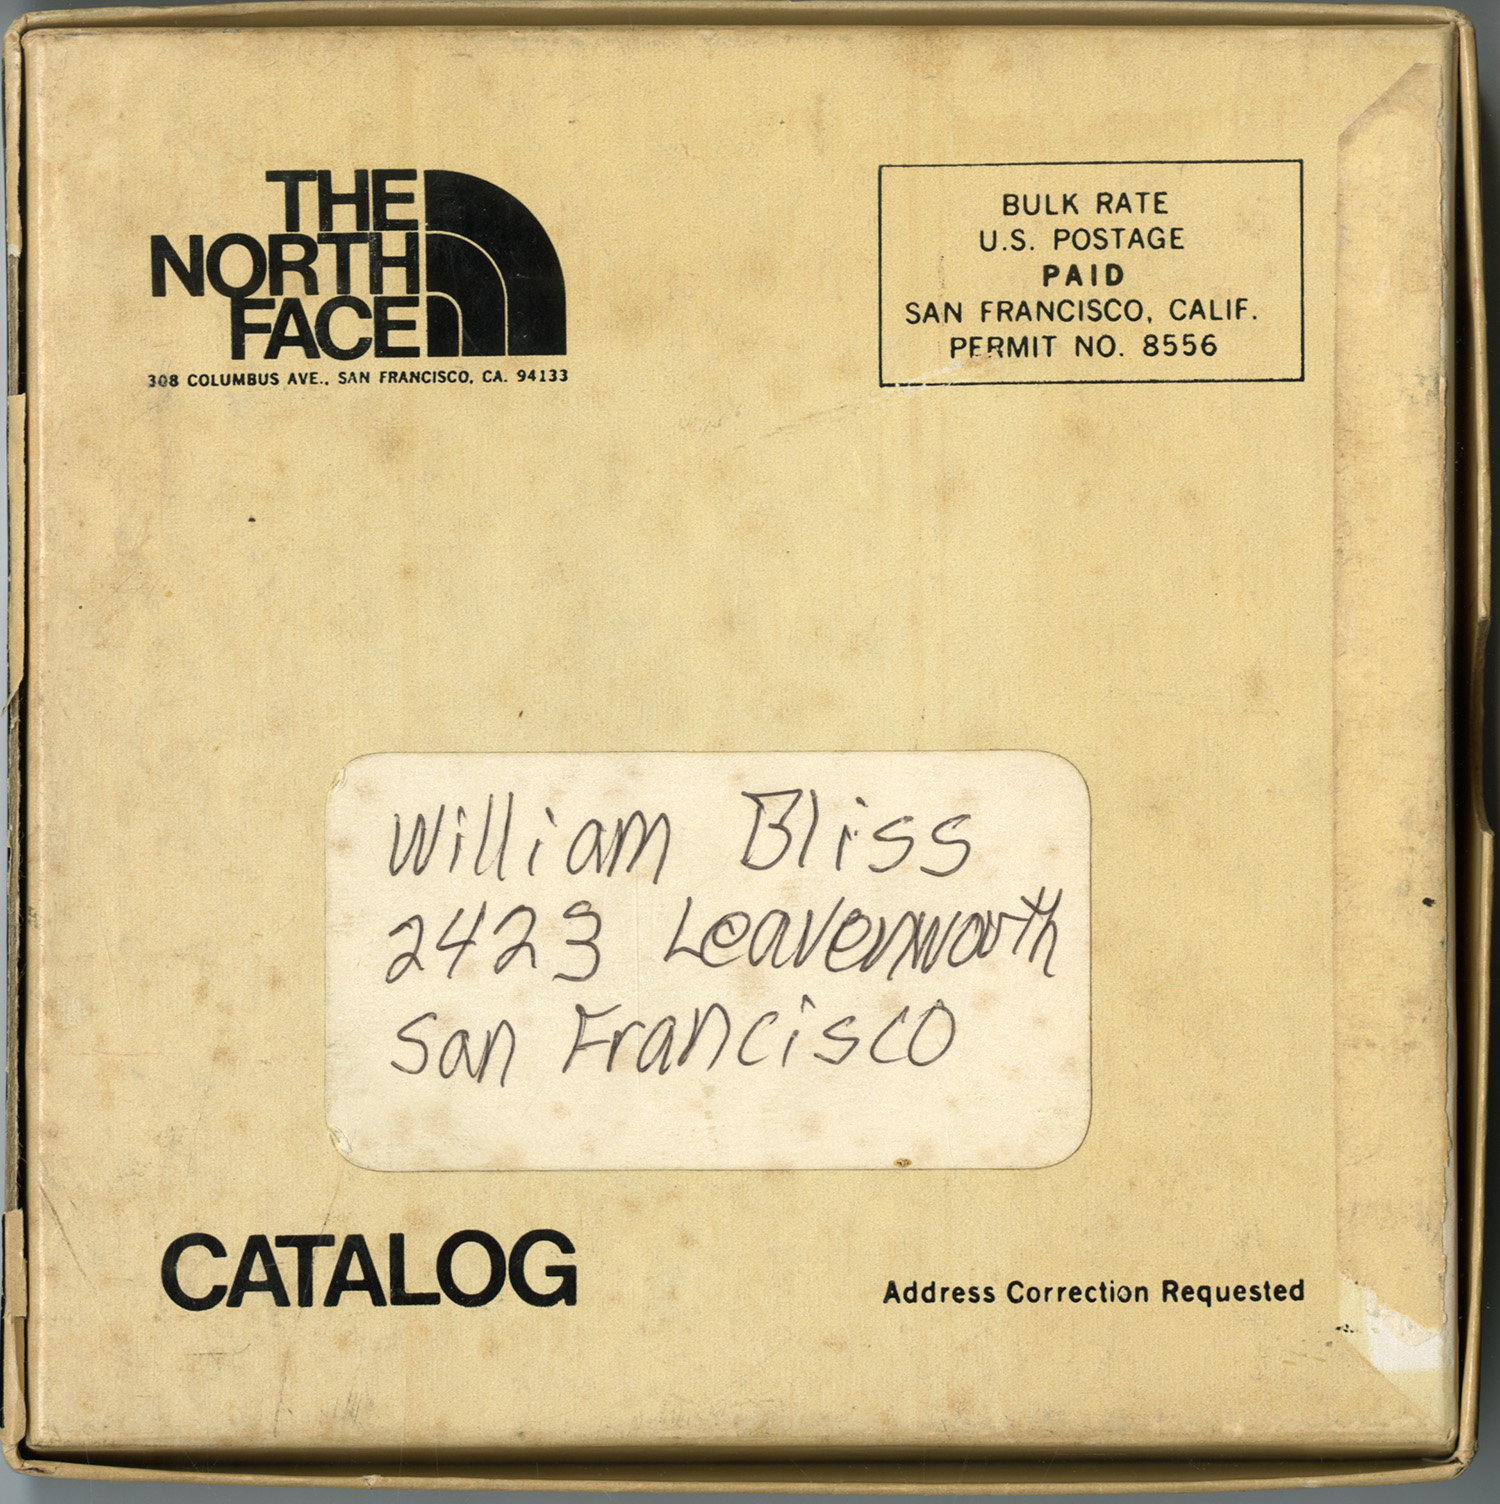 THE
NORTH
FACE
308 COLUMBUS AVE., SAN FRANCISCO, CA. 94133
BULK RATE
U.S. POSTAGE
PAID
SAN FRANCISCO, CALIF.
PERMIT NO. 8556
William Bliss
2423 Leavenworth
San Francisco
CATALOG
Address Correction Requested